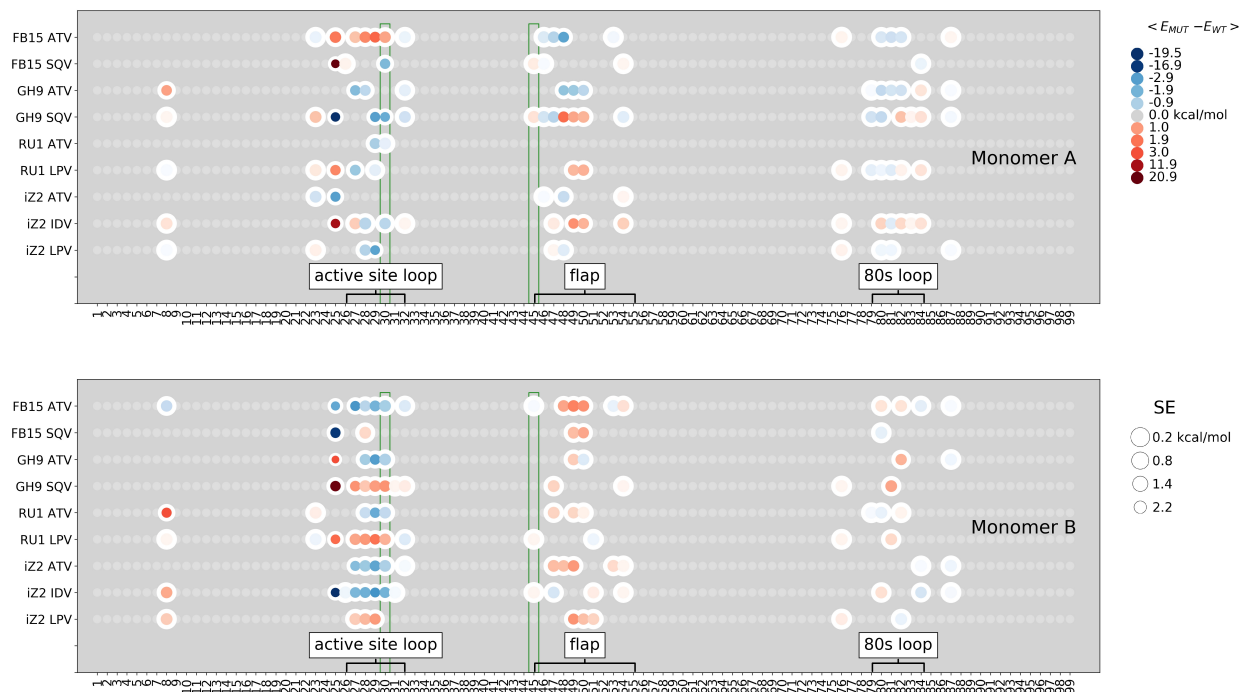 FB15 ATV
FB15 SQV
GH9 ATV
GH9 SQV
RU1 ATV
RU1 LPV
iZ2 ATV
iZ2 IDV
iZ2 LPV
Monomer A
active site loop
flap
80s loop
1 2 3 4 5 6 7 8 9 10 11 12 13 14 15 16 17 18 19 20 21 22 23 24 25 26 27 28 29 30 31 32 33 34 35 36 37 38 39 40 41 42 43 44 45 46 47 48 49 50 51 52 53 54 55 56 57 58 59 60 61 62 63 64 65 66 67 68 69 70 71 72 73 74 75 76 77 78 79 80 81 82 83 84 85 86 87 88 89 90 91 92 93 94 95 96 97 98 99
< E_MUT − E_WT >
-19.5
-16.9
-2.9
-1.9
-0.9
0.0 kcal/mol
1.0
1.9
3.0
11.9
20.9
FB15 ATV
FB15 SQV
GH9 ATV
GH9 SQV
RU1 ATV
RU1 LPV
iZ2 ATV
iZ2 IDV
iZ2 LPV
Monomer B
active site loop
flap
80s loop
1 2 3 4 5 6 7 8 9 10 11 12 13 14 15 16 17 18 19 20 21 22 23 24 25 26 27 28 29 30 31 32 33 34 35 36 37 38 39 40 41 42 43 44 45 46 47 48 49 50 51 52 53 54 55 56 57 58 59 60 61 62 63 64 65 66 67 68 69 70 71 72 73 74 75 76 77 78 79 80 81 82 83 84 85 86 87 88 89 90 91 92 93 94 95 96 97 98 99
SE
0.2 kcal/mol
0.8
1.4
2.2